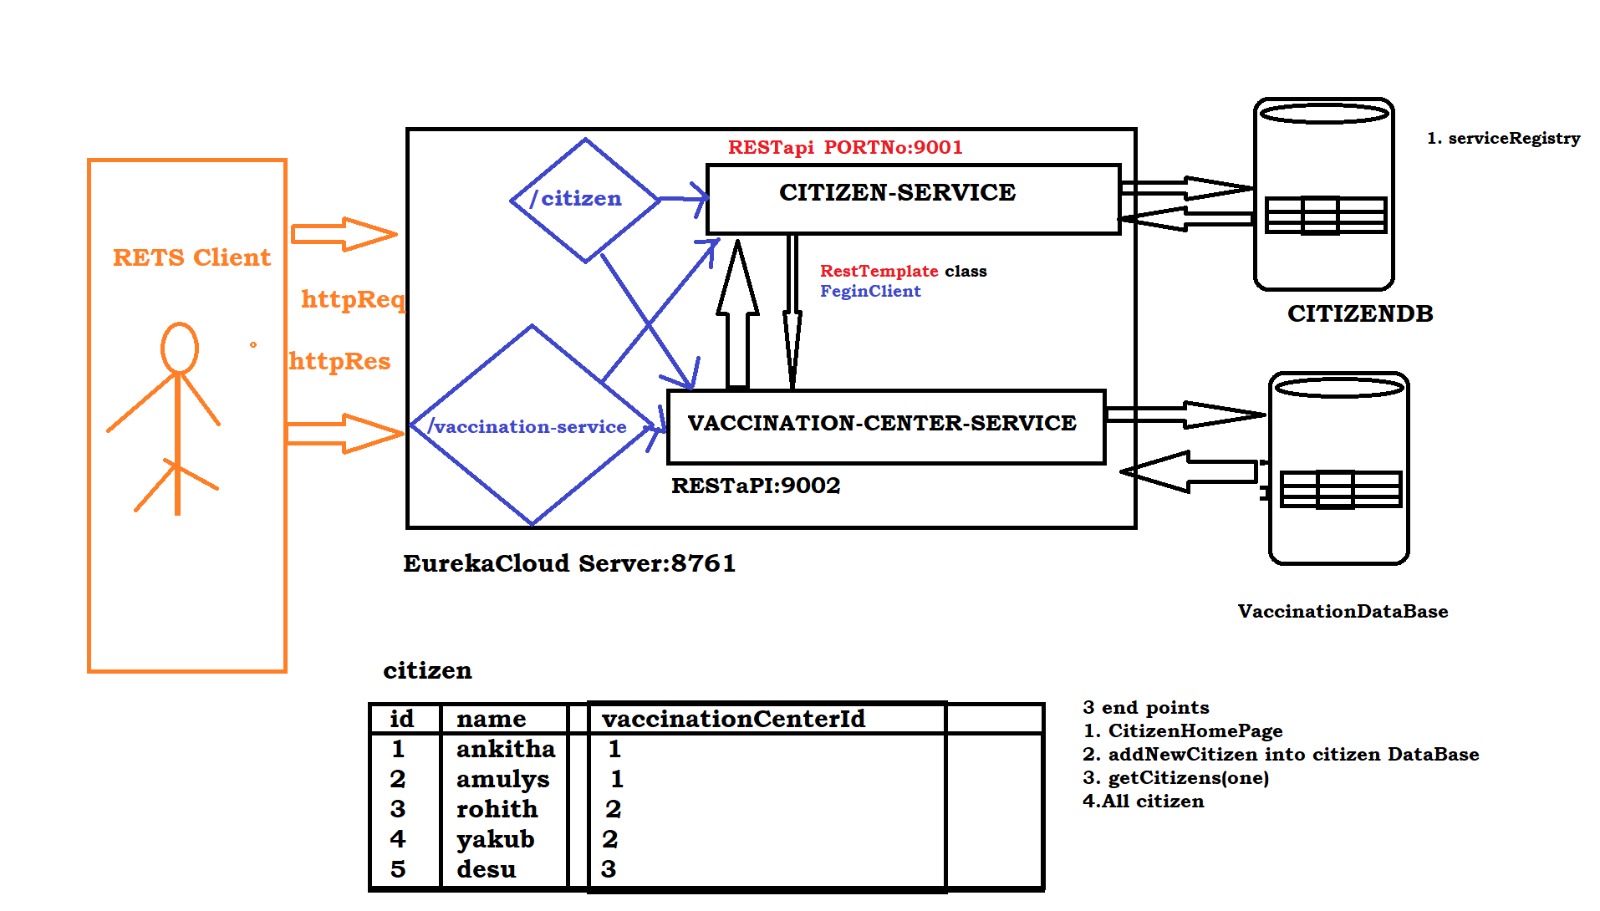 RESTapi PORTNo:9001
1. serviceRegistry
/citizen
CITIZEN-SERVICE
RETS Client
httpReq
RestTemplate class
FeginClient
CITIZENDB
httpRes
/vaccination-service
VACCINATION-CENTER-SERVICE
RESTaPI:9002
EurekaCloud Server:8761
VaccinationDataBase
citizen
id name vaccinationCenterId
1 ankitha 1
2 amulys 1
3 rohith 2
4 yakub 2
5 desu 3
3 end points
1. CitizenHomePage
2. addNewCitizen into citizen DataBase
3. getCitizens(one)
4.All citizen